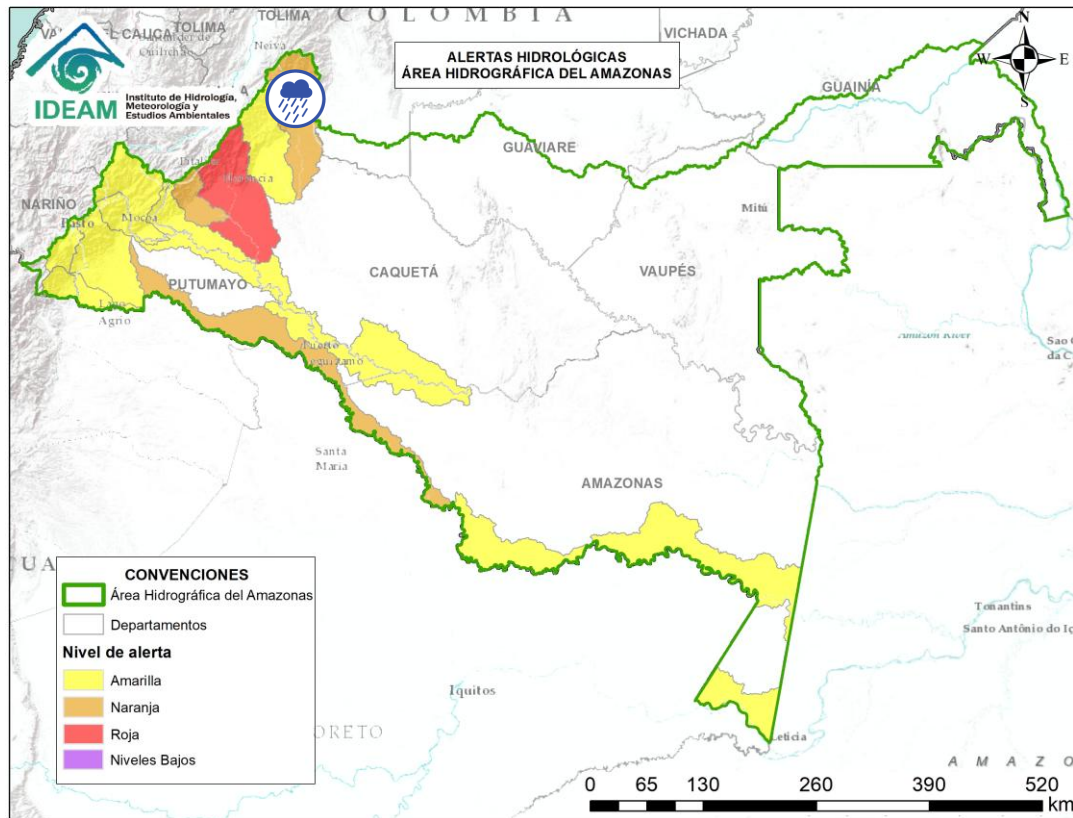 COLOMBIA
TOLIMA
TOLIMA
VICHADA
Neiva
ALERTAS HIDROLÓGICAS
ÁREA HIDROGRÁFICA DEL AMAZONAS
N
W
E
S
IDEAM
Instituto de Hidrología,
Meteorología y
Estudios Ambientales
GUAINÍA
GUAVIARE
NARIÑO
Pasto
Mocoa
Mitú
PUTUMAYO
CAQUETÁ
VAUPÉS
Lago
Agrio
Puerto
Leguízamo
Amazon River
Santa
Maria
AMAZONAS
CONVENCIONES
Área Hidrográfica del Amazonas
Departamentos
Nivel de alerta
Amarilla
Naranja
Roja
Niveles Bajos
Tonantins
Santo Antônio do Iç
Iquitos
ORETO
Leticia
AMAZO
0 65 130 260 390 520
km